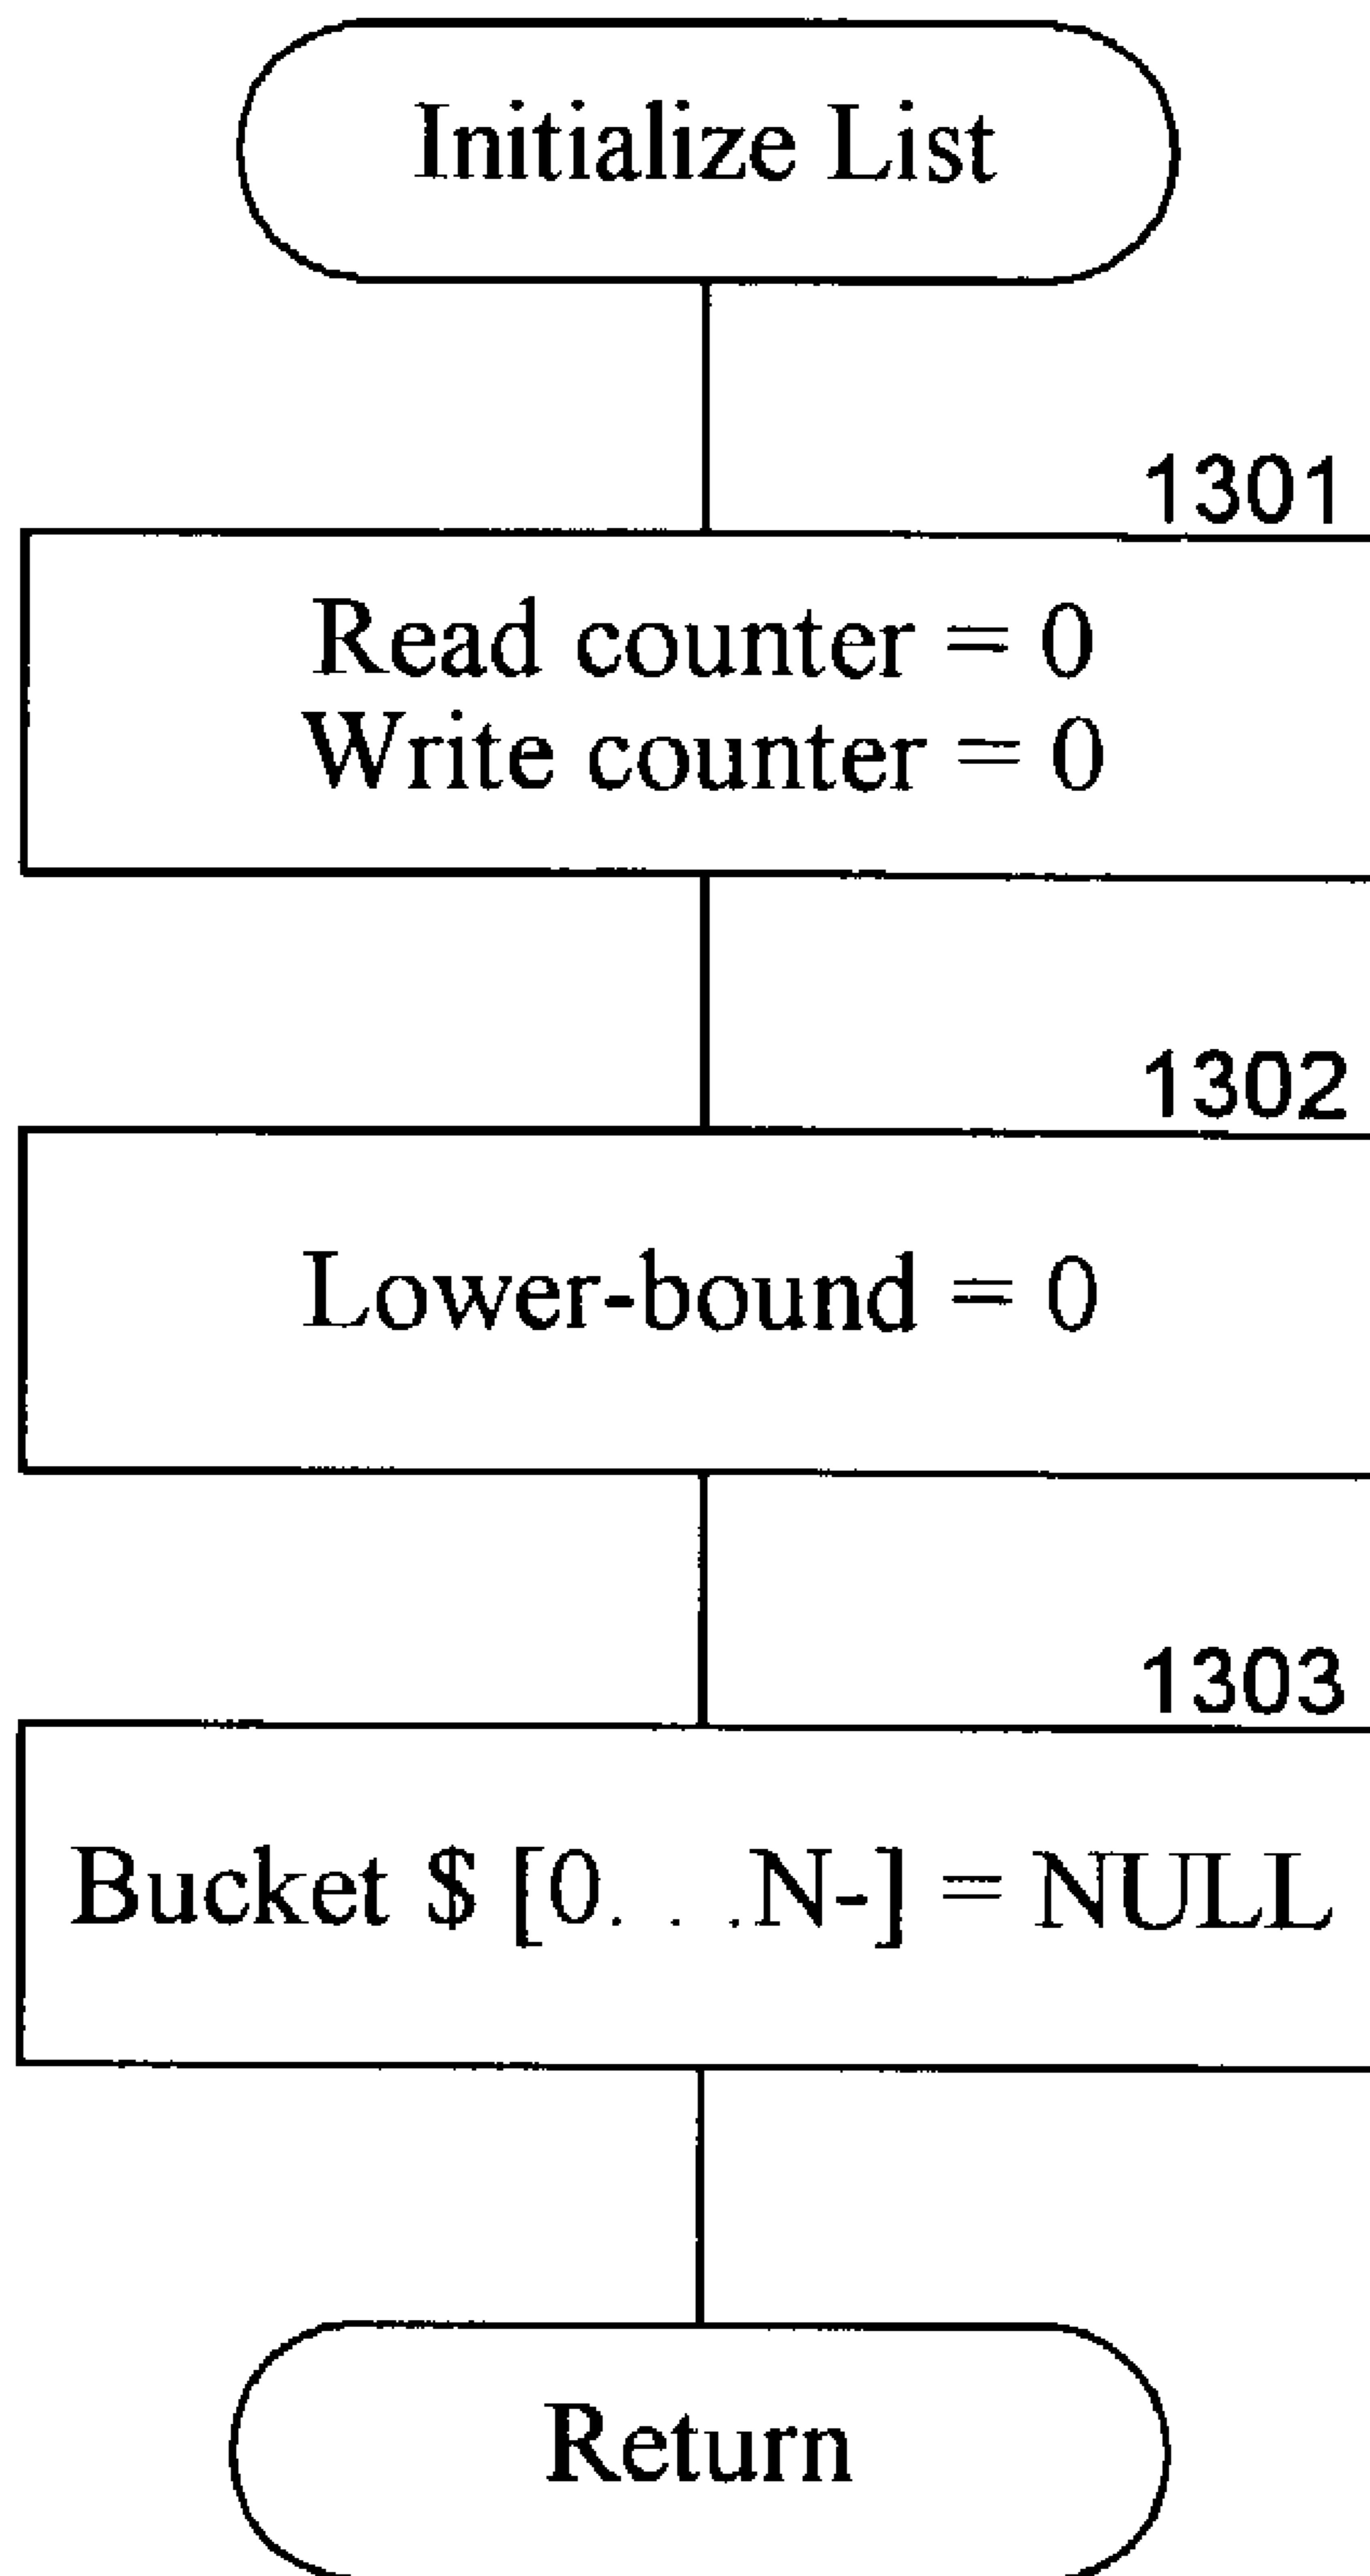 Initialize List
1301
Read counter = 0
Write counter = 0
1302
Lower-bound = 0
1303
Bucket $ [0. . .N-] = NULL
Return